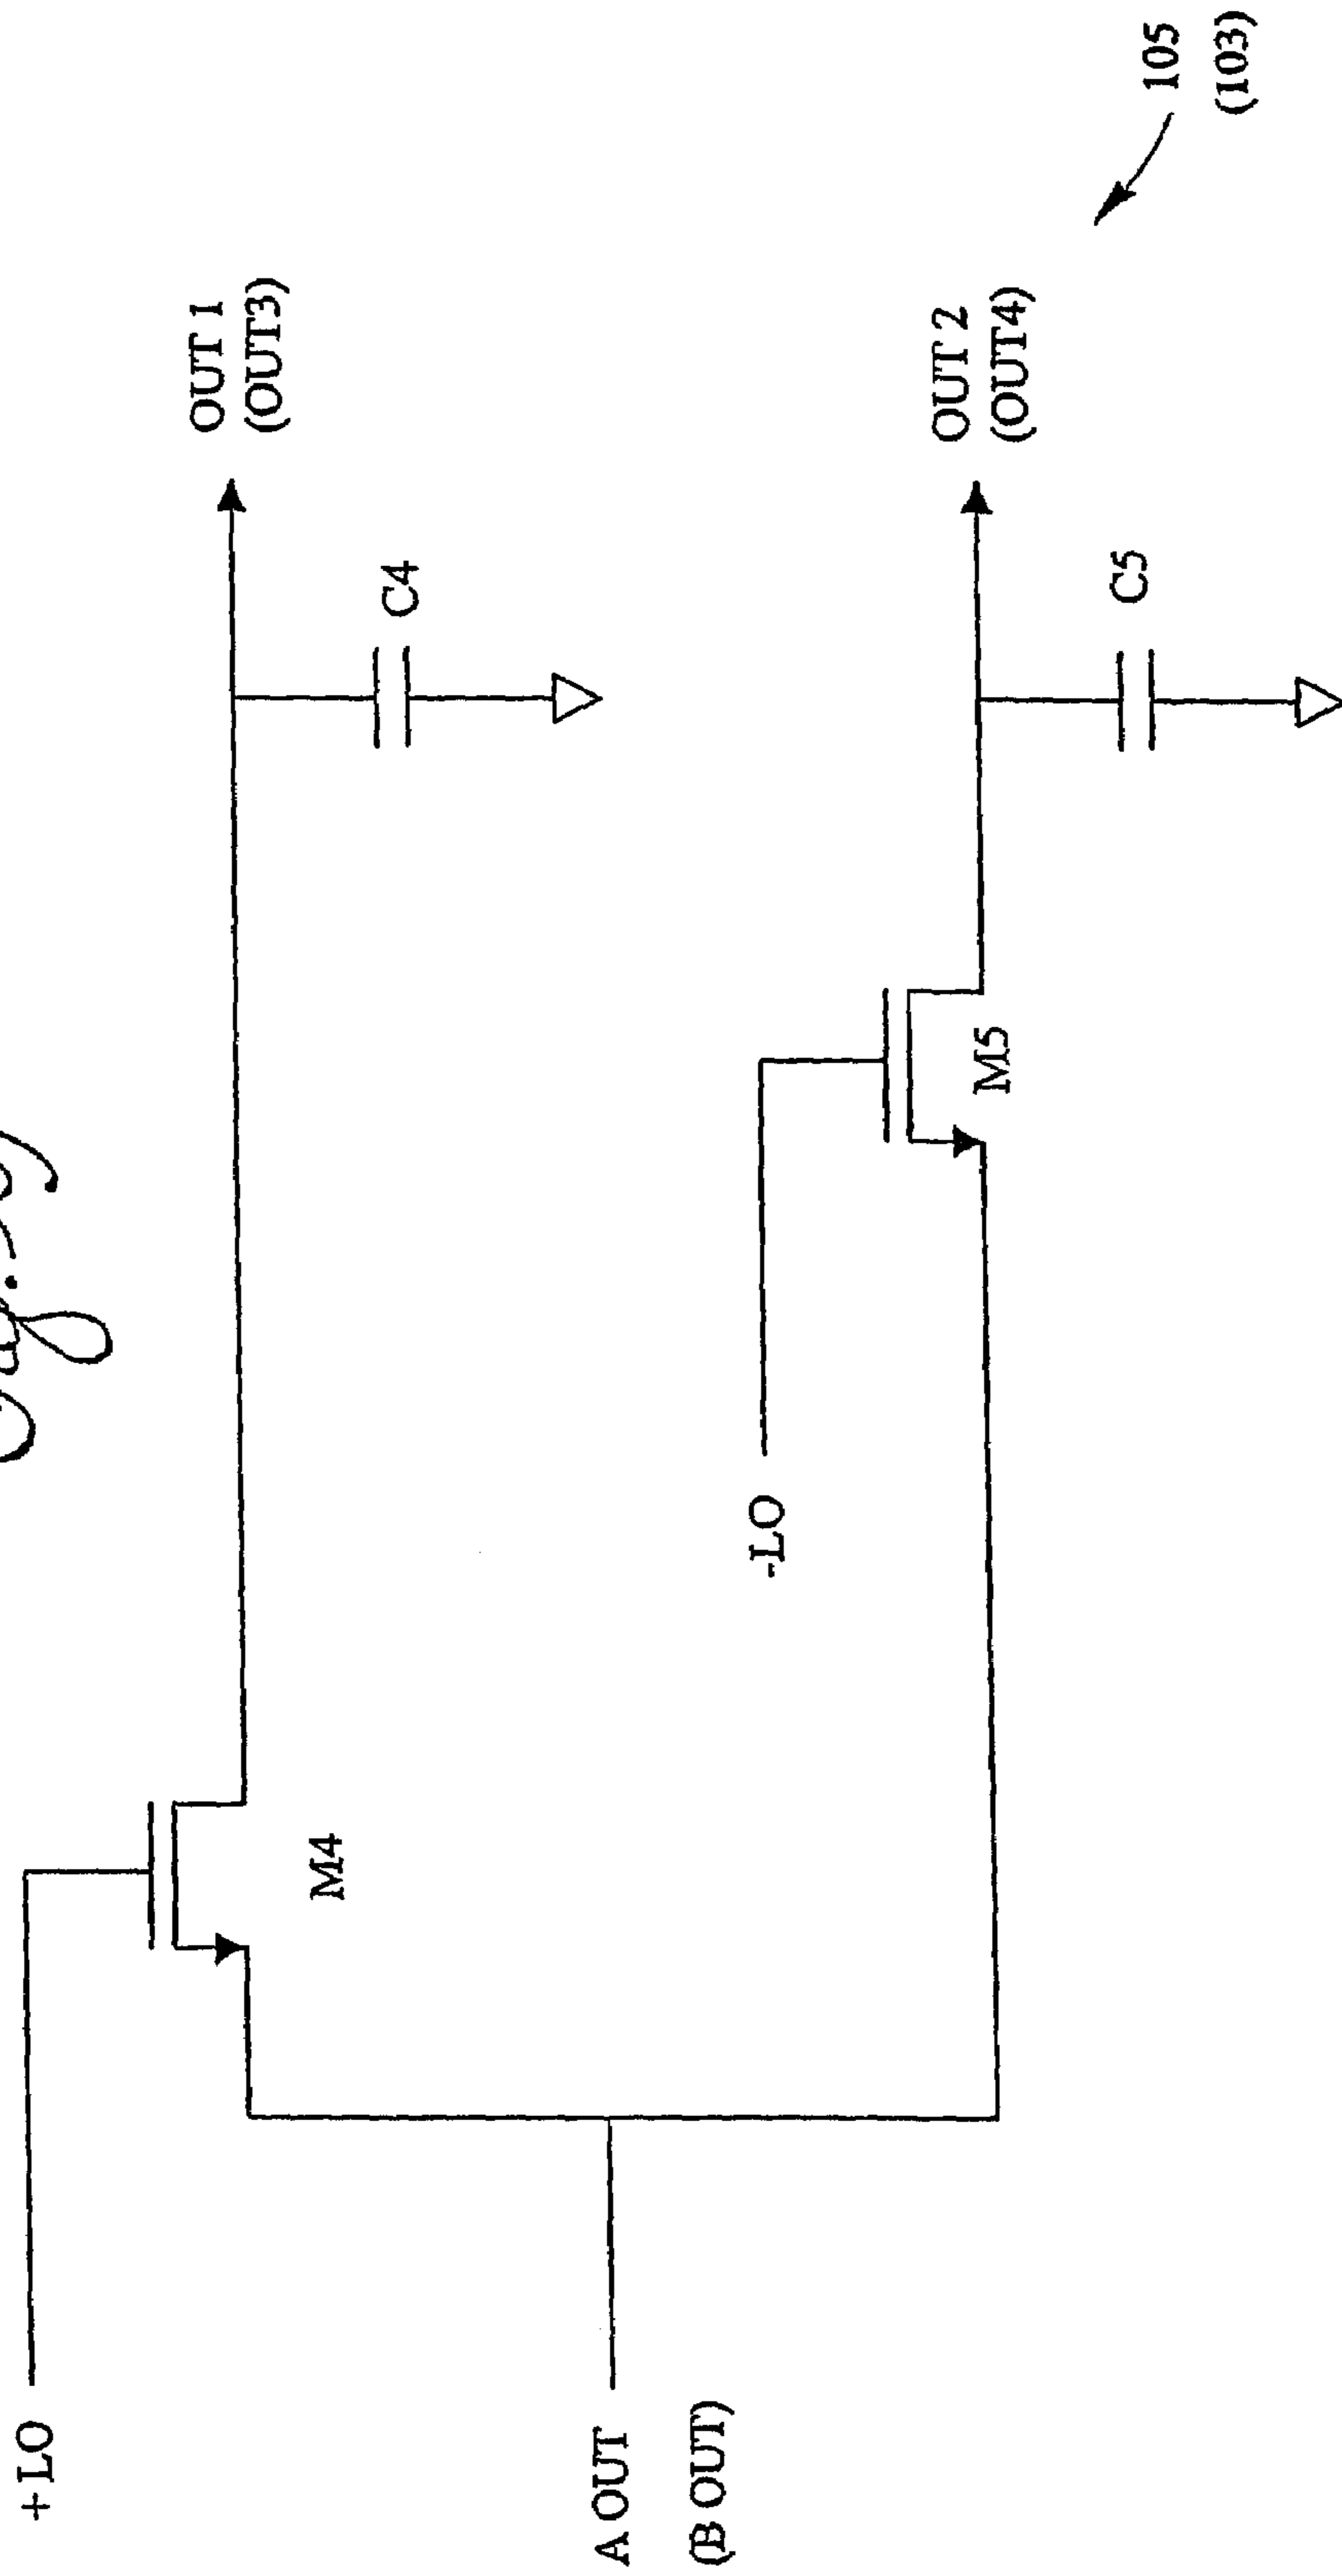 + LO
OUT 1
(OUT3)
M4
C4
A OUT
(B OUT)
-LO
OUT 2
(OUT4)
M5
C5
105
(103)